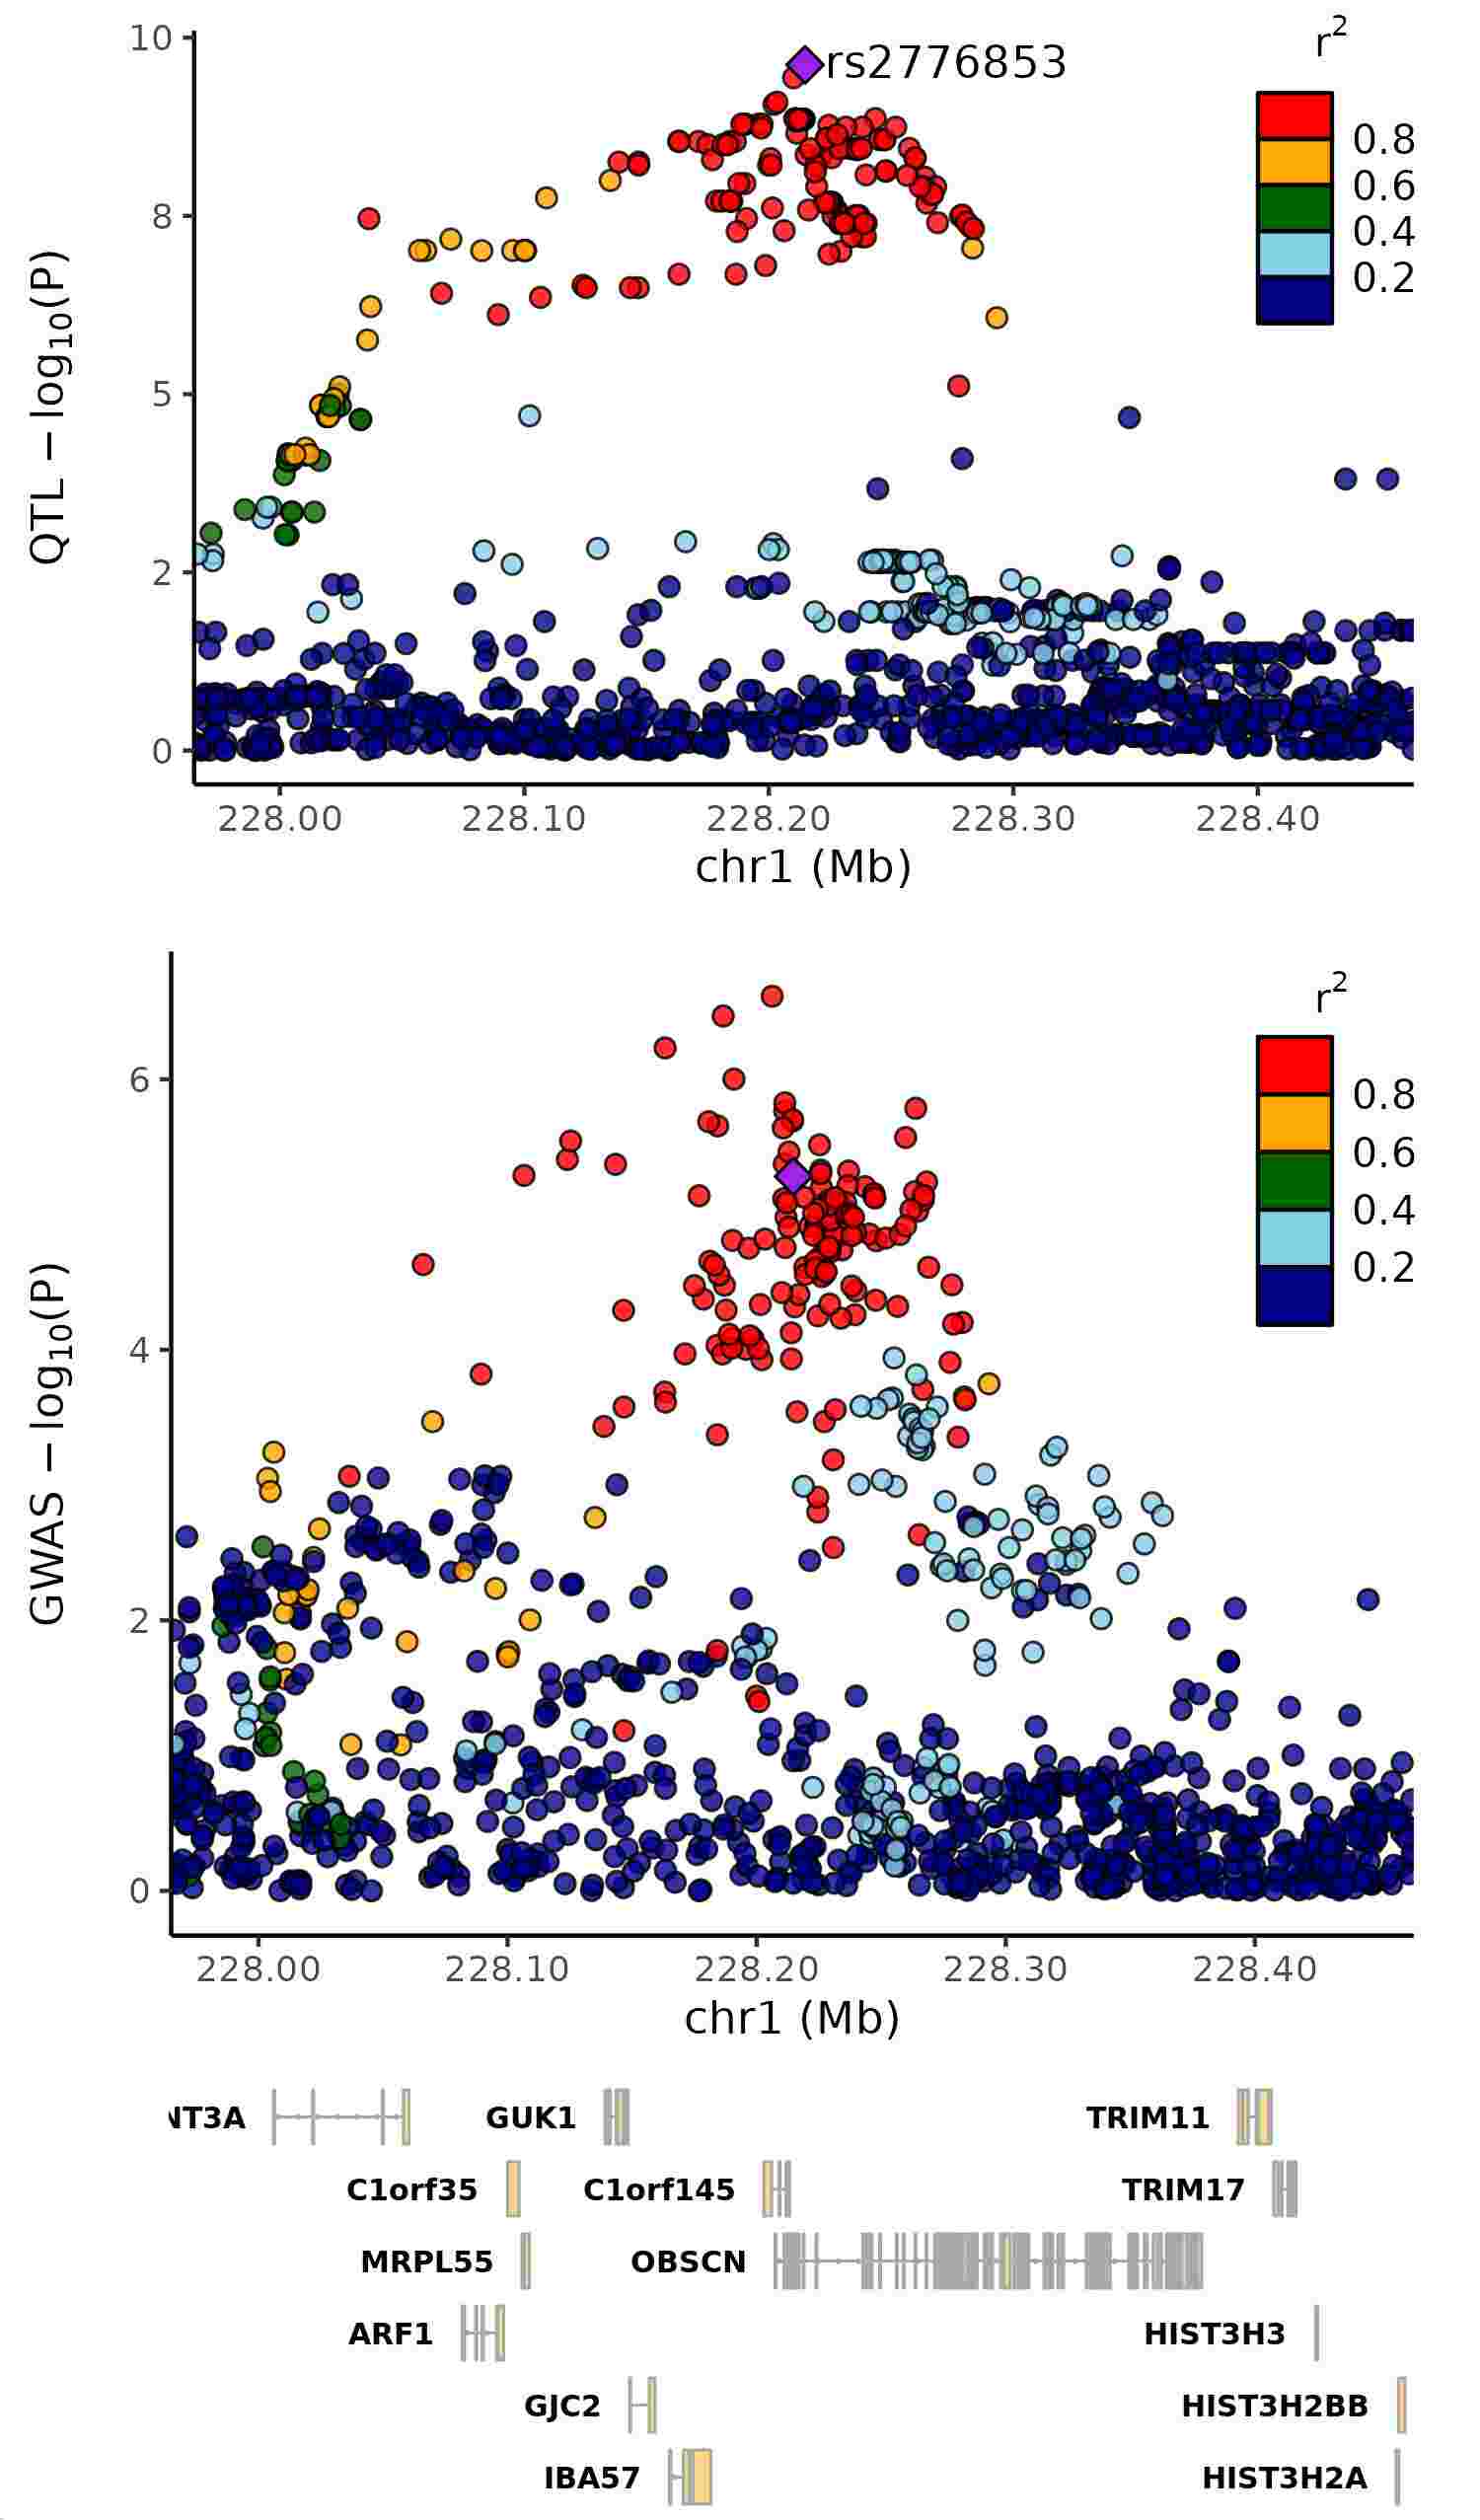 10
8
5
2
0
QTL − log10(P)
rs2776853
r2
0.8
0.6
0.4
0.2
228.00 228.10 228.20 228.30 228.40
chr1 (Mb)
6
4
2
0
GWAS − log10(P)
r2
0.8
0.6
0.4
0.2
228.00 228.10 228.20 228.30 228.40
chr1 (Mb)
NT3A GUK1 TRIM11
C1orf35 C1orf145 TRIM17
MRPL55 OBSCN
ARF1 HIST3H3
GJC2 HIST3H2BB
IBA57 HIST3H2A